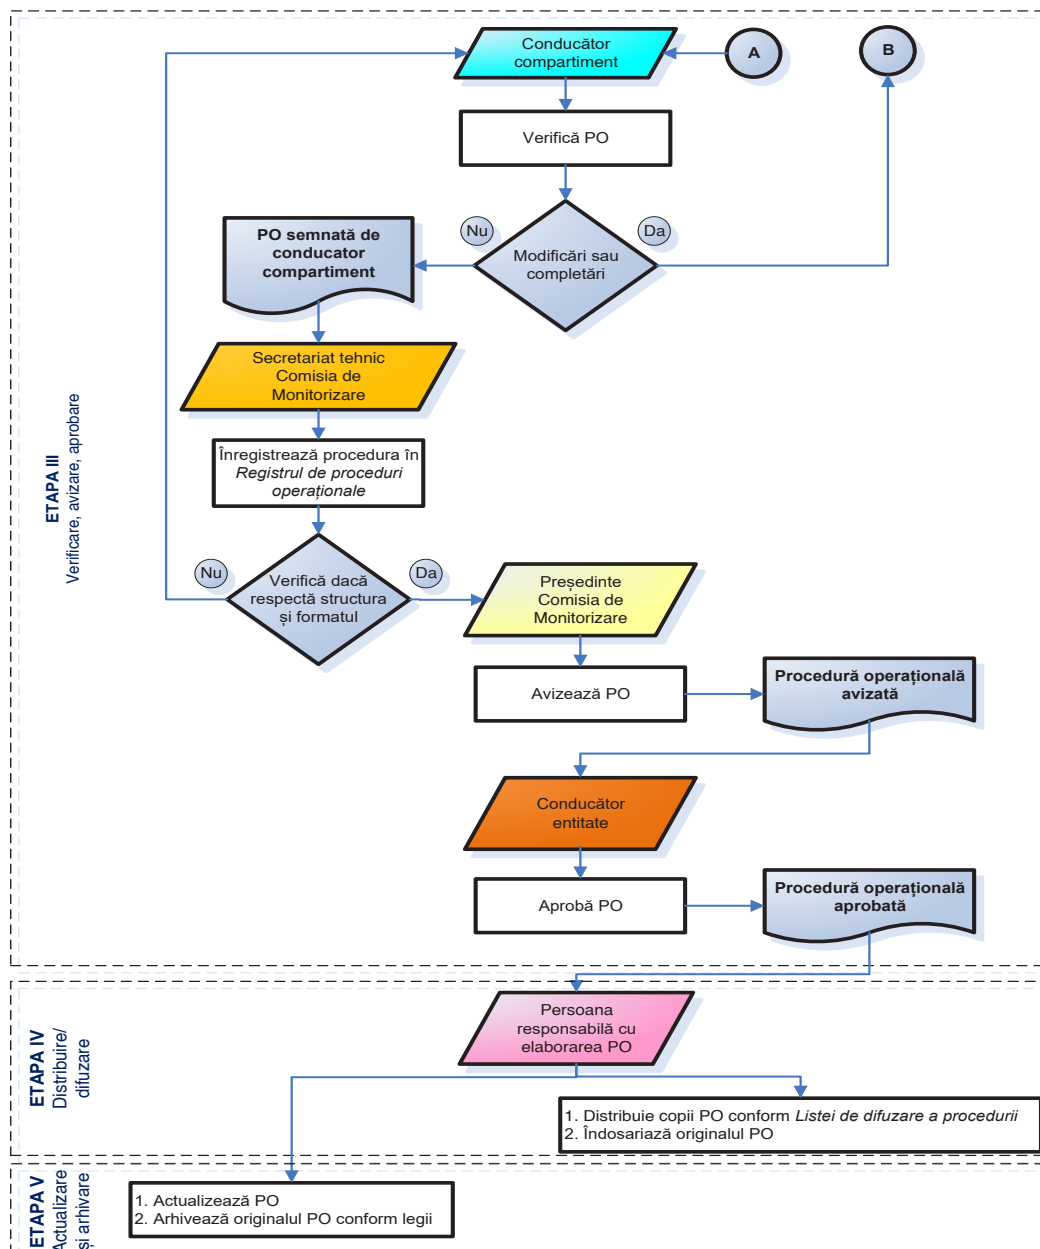 Conducător
compartiment
A
B
Verifică PO
Nu
Da
Modificări sau
completări
PO semnată de
conducator
compartiment
Secretariat tehnic
Comisia de
Monitorizare
Înregistrează procedura în
Registrul de proceduri
operaționale
ETAPA III
Verificare, avizare, aprobare
Nu
Da
Verifică dacă
respectă structura
și formatul
Președinte
Comisia de
Monitorizare
Avizează PO
Procedură operațională
avizată
Conducător
entitate
Aprobă PO
Procedură operațională
aprobată
ETAPA IV
Distribuire/
difuzare
Persoana
responsabilă cu
elaborarea PO
1. Distribuie copii PO conform Listei de difuzare a procedurii
2. Îndosariază originalul PO
ETAPA V
Actualizare
și arhivare
1. Actualizează PO
2. Arhivează originalul PO conform legii